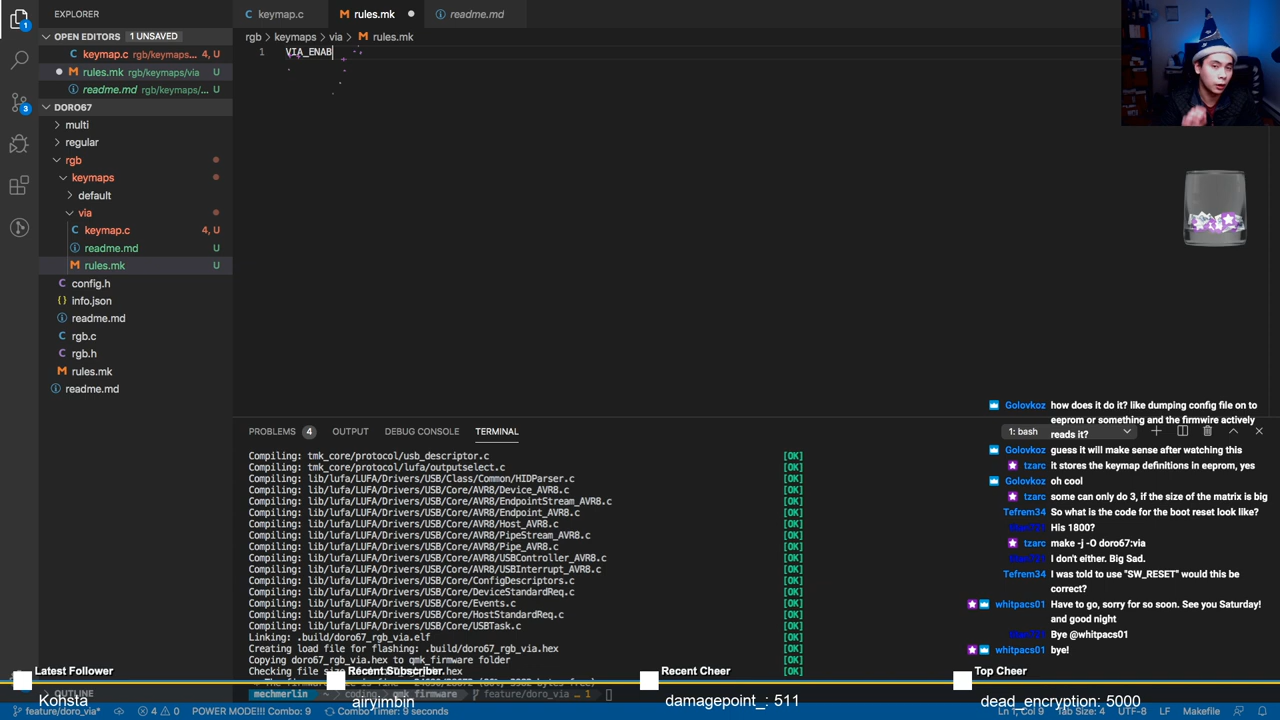 EXPLORER
OPEN EDITORS 1 UNSAVED
keymap.c rgb/keymaps... 4, U
rules.mk rgb/keymaps/via U
readme.md rgb/keymaps/... U
DORO67
multi
regular
rgb
keymaps
default
via
keymap.c 4, U
readme.md U
rules.mk U
config.h
info.json
readme.md
rgb.c
rgb.h
rules.mk
readme.md
OUTLINE
keymap.c
rules.mk
readme.md
rgb > keymaps > via > rules.mk
1 VIA_ENAB
PROBLEMS 4 OUTPUT DEBUG CONSOLE TERMINAL
1: bash
Compiling: tmk_core/protocol/usb_descriptor.c [OK]
Compiling: tmk_core/protocol/lufa/outputselect.c [OK]
Compiling: lib/lufa/LUFA/Drivers/USB/Class/Common/HIDParser.c [OK]
Compiling: lib/lufa/LUFA/Drivers/USB/Core/AVR8/Device_AVR8.c [OK]
Compiling: lib/lufa/LUFA/Drivers/USB/Core/AVR8/EndpointStream_AVR8.c [OK]
Compiling: lib/lufa/LUFA/Drivers/USB/Core/AVR8/Endpoint_AVR8.c [OK]
Compiling: lib/lufa/LUFA/Drivers/USB/Core/AVR8/Host_AVR8.c [OK]
Compiling: lib/lufa/LUFA/Drivers/USB/Core/AVR8/PipeStream_AVR8.c [OK]
Compiling: lib/lufa/LUFA/Drivers/USB/Core/AVR8/Pipe_AVR8.c [OK]
Compiling: lib/lufa/LUFA/Drivers/USB/Core/AVR8/USBController_AVR8.c [OK]
Compiling: lib/lufa/LUFA/Drivers/USB/Core/AVR8/USBInterrupt_AVR8.c [OK]
Compiling: lib/lufa/LUFA/Drivers/USB/Core/ConfigDescriptors.c [OK]
Compiling: lib/lufa/LUFA/Drivers/USB/Core/DeviceStandardReq.c [OK]
Compiling: lib/lufa/LUFA/Drivers/USB/Core/Events.c [OK]
Compiling: lib/lufa/LUFA/Drivers/USB/Core/HostStandardReq.c [OK]
Compiling: lib/lufa/LUFA/Drivers/USB/Core/USBTask.c [OK]
Linking: .build/doro67_rgb_via.elf [OK]
Creating load file for flashing: .build/doro67_rgb_via.hex [OK]
Copying doro67_rgb_via.hex to qmk_firmware folder [OK]
[OK]
mechmerlin ~ coding qmk_firmware feature/doro_via ... 1
Golovkoz how does it do it? like dumping config file on to
eeprom or something and the firmwire actively
reads it?
Golovkoz guess it will make sense after watching this
tzarc it stores the keymap definitions in eeprom, yes
Golovkoz oh cool
tzarc some can only do 3, if the size of the matrix is big
Tefrem34 So what is the code for the boot reset look like?
His 1800?
tzarc make -j -O doro67:via
I don't either. Big Sad.
Tefrem34 I was told to use "SW_RESET" would this be
correct?
whitpacs01 Have to go, sorry for so soon. See you Saturday!
and good night
Bye @whitpacs01
whitpacs01 bye!
Latest Follower
Konsta
Recent Subscriber
airyjmbin
Recent Cheer
damagepoint_: 511
Top Cheer
dead_encryption: 5000
feature/doro_via* 4 0 POWER MODE!!! Combo: 9 Combo Timer: 9 seconds
Ln 1, Col 9 Tab Size: 4 UTF-8 LF Makefile